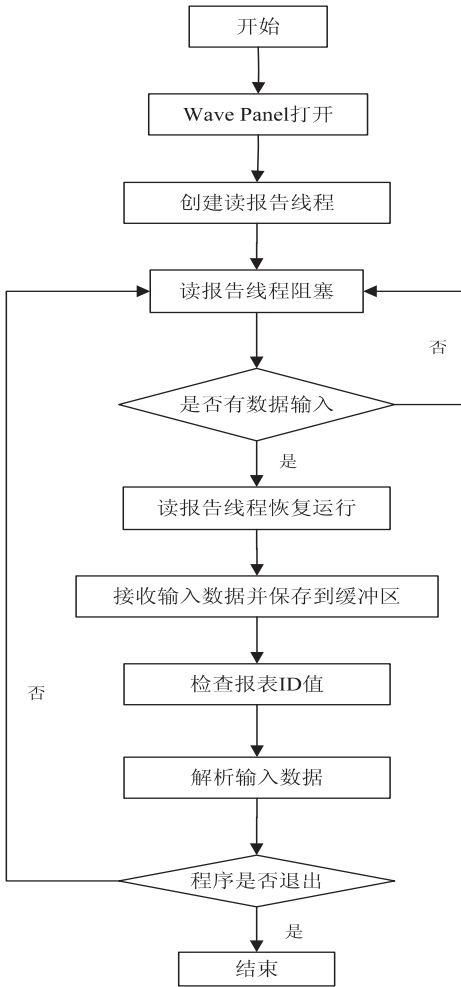 开始
Wave Panel打开
创建读报告线程
读报告线程阻塞
否
是否有数据输入
是
读报告线程恢复运行
接收输入数据并保存到缓冲区
检查报表ID值
否
解析输入数据
程序是否退出
是
结束